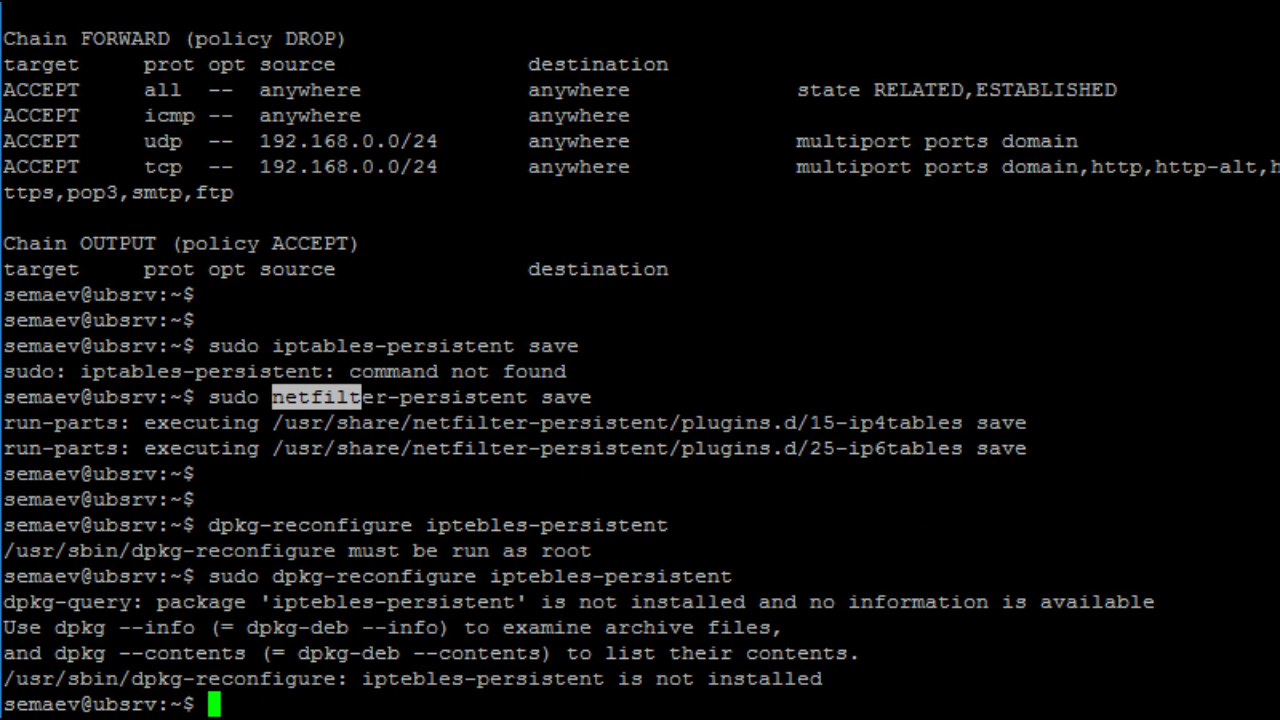 Chain FORWARD (policy DROP)
target     prot opt source               destination
ACCEPT     all  --  anywhere             anywhere             state RELATED,ESTABLISHED
ACCEPT     icmp --  anywhere             anywhere
ACCEPT     udp  --  192.168.0.0/24       anywhere             multiport ports domain
ACCEPT     tcp  --  192.168.0.0/24       anywhere             multiport ports domain,http,http-alt,h
ttps,pop3,smtp,ftp
Chain OUTPUT (policy ACCEPT)
target     prot opt source               destination
semaev@ubsrv:~$
semaev@ubsrv:~$
semaev@ubsrv:~$ sudo iptables-persistent save
sudo: iptables-persistent: command not found
semaev@ubsrv:~$ sudo netfilter-persistent save
run-parts: executing /usr/share/netfilter-persistent/plugins.d/15-ip4tables save
run-parts: executing /usr/share/netfilter-persistent/plugins.d/25-ip6tables save
semaev@ubsrv:~$
semaev@ubsrv:~$
semaev@ubsrv:~$ dpkg-reconfigure iptebles-persistent
/usr/sbin/dpkg-reconfigure must be run as root
semaev@ubsrv:~$ sudo dpkg-reconfigure iptebles-persistent
dpkg-query: package 'iptebles-persistent' is not installed and no information is available
Use dpkg --info (= dpkg-deb --info) to examine archive files,
and dpkg --contents (= dpkg-deb --contents) to list their contents.
/usr/sbin/dpkg-reconfigure: iptebles-persistent is not installed
semaev@ubsrv:~$